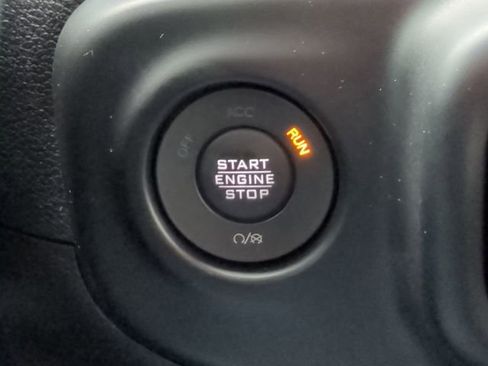 ACC
OFF
RUN
START
ENGINE
STOP